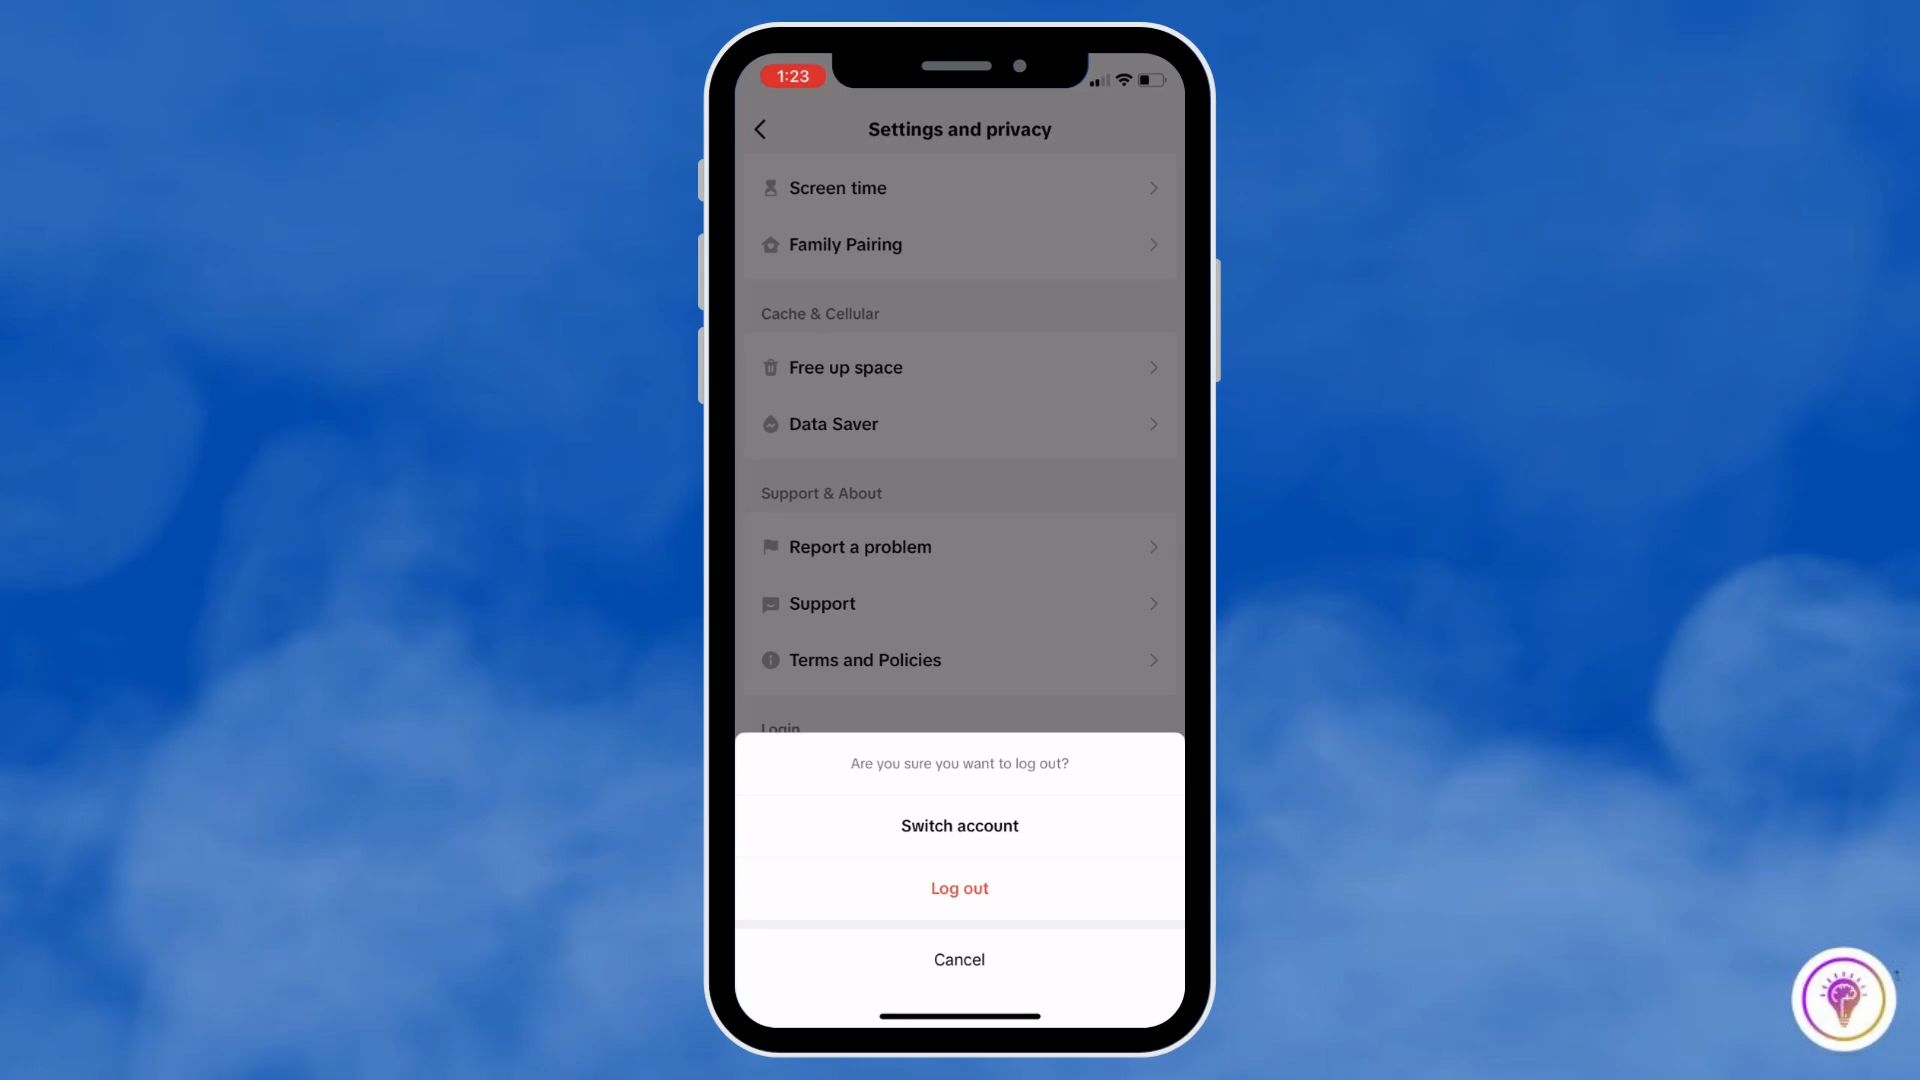 1:23
Settings and privacy
Screen time
Family Pairing
Cache & Cellular
Free up space
Data Saver
Support & About
Report a problem
Support
Terms and Policies
Login
Are you sure you want to log out?
Switch account
Log out
Cancel